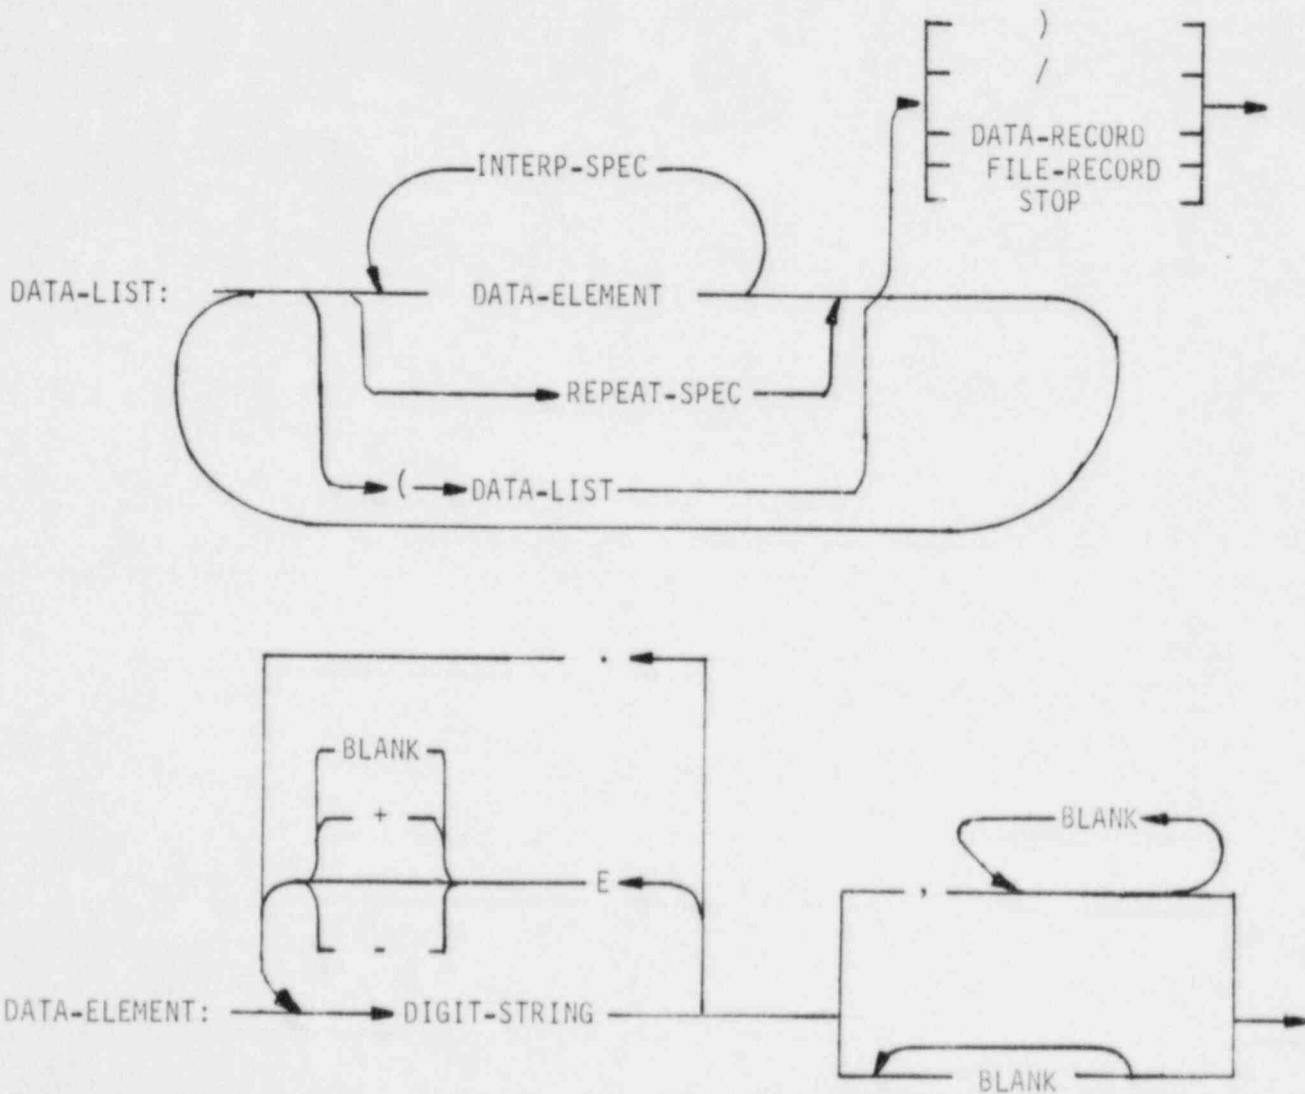 )
/
DATA-RECORD
FILE-RECORD
STOP
INTERP-SPEC
DATA-LIST: DATA-ELEMENT
REPEAT-SPEC
( DATA-LIST
.
BLANK
+
BLANK
E
,
-
DATA-ELEMENT: DIGIT-STRING
BLANK